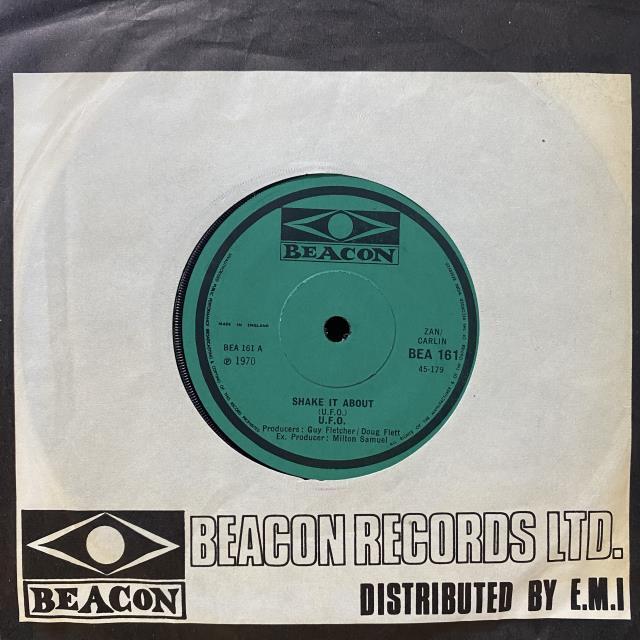 BEACON
MADE IN ENGLAND
ZAN/
CARLIN
BEA 161 A
BEA 161
℗ 1970
45-179
SHAKE IT ABOUT
(U.F.O.)
U.F.O.
Producers: Guy Fletcher/Doug Flett
Ex. Producer: Milton Samuel
BEACON RECORDS LTD.
BEACON
DISTRIBUTED BY E.M.I